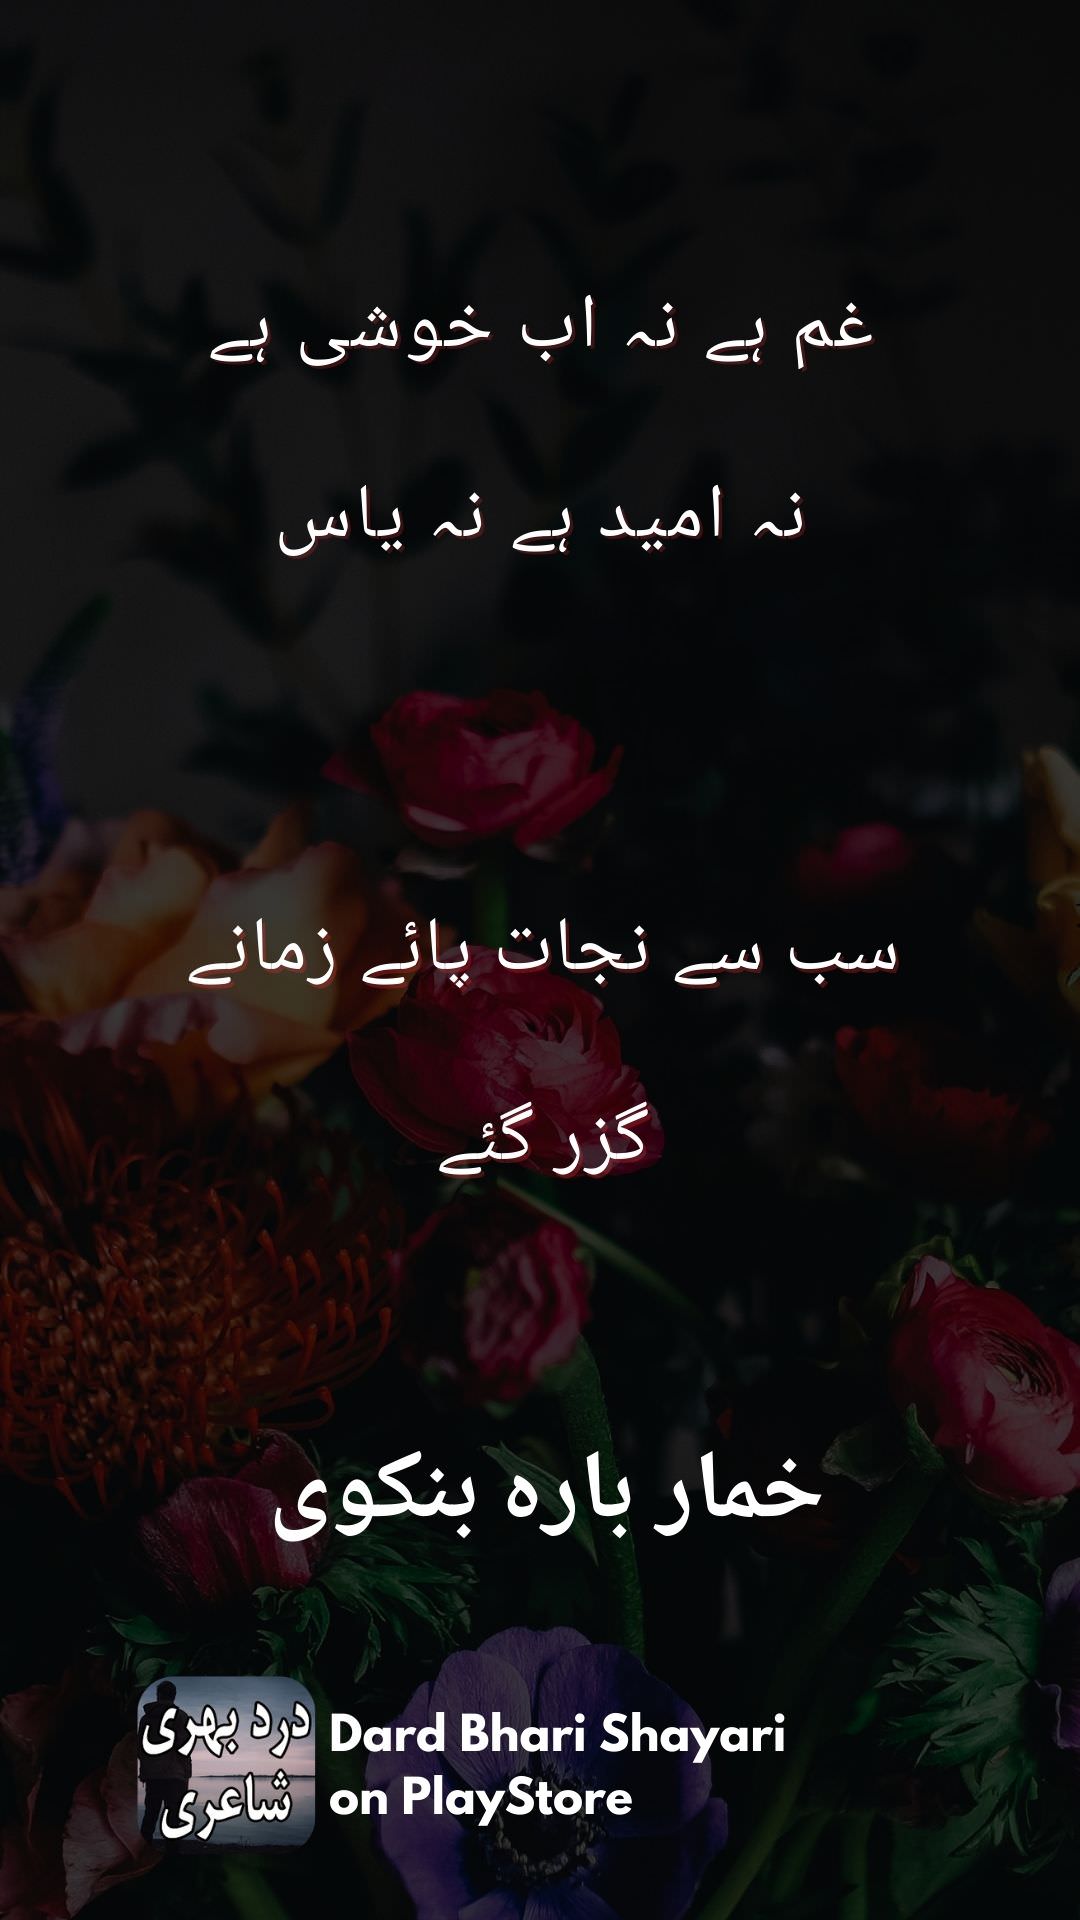 غم ہے نہ اب خوشی ہے
نہ امید ہے نہ یاس
سب سے نجات پائے زمانے
گزر گئے
خمار بارہ بنکوی
درد بھری
شاعری
Dard Bhari Shayari
on PlayStore